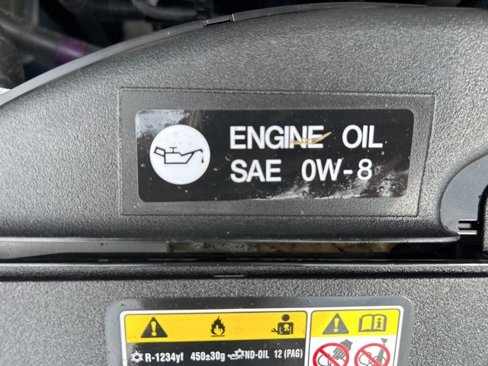 ENGINE OIL
SAE 0W-8
R-1234yf 450±30g ND-OIL 12 (PAG)